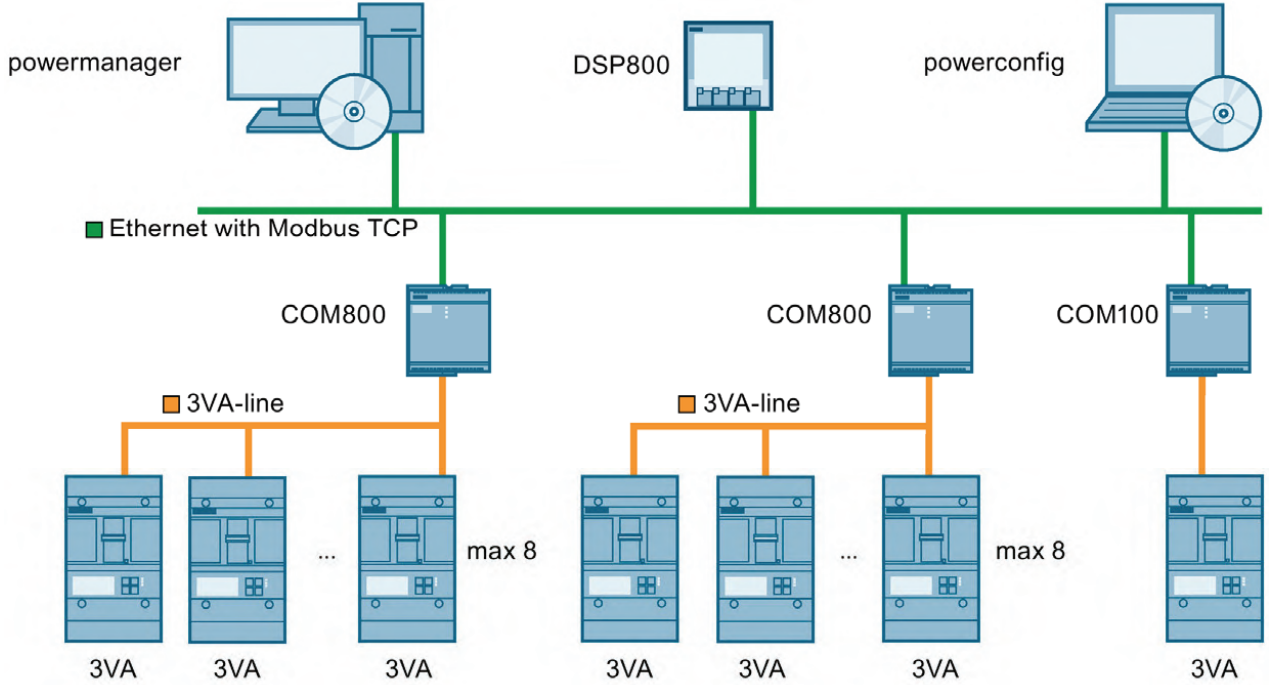 powermanager
DSP800
powerconfig
Ethernet with Modbus TCP
COM800
COM800
COM100
3VA-line
3VA-line
...
max 8
...
max 8
3VA
3VA
3VA
3VA
3VA
3VA
3VA